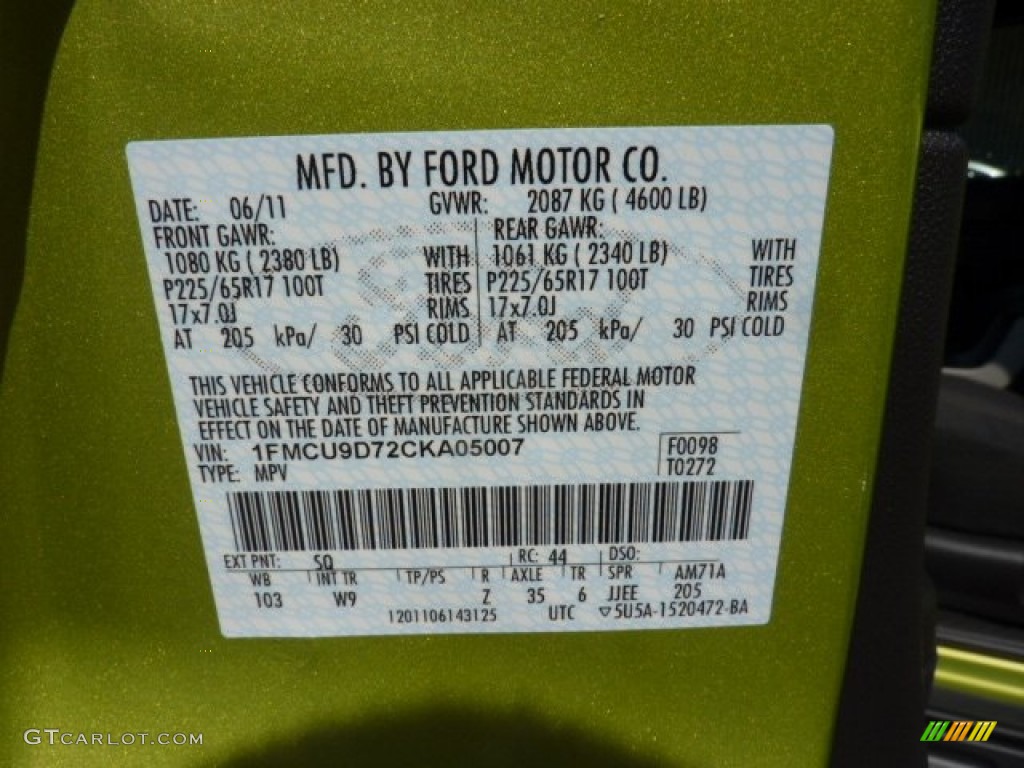 MFD. BY FORD MOTOR CO.
DATE: 06/11 GVWR: 2087 KG ( 4600 LB)
FRONT GAWR: REAR GAWR:
1080 KG ( 2380 LB) WITH 1061 KG ( 2340 LB) WITH
P225/65R17 100T TIRES P225/65R17 100T TIRES
17x7.0J RIMS 17x7.0J RIMS
AT 205 kPa/ 30 PSI COLD AT 205 kPa/ 30 PSI COLD
THIS VEHICLE CONFORMS TO ALL APPLICABLE FEDERAL MOTOR
VEHICLE SAFETY AND THEFT PREVENTION STANDARDS IN
EFFECT ON THE DATE OF MANUFACTURE SHOWN ABOVE.
VIN: 1FMCU9D72CKA05007 F0098
TYPE: MPV T0272
EXT PNT: SQ RC: 44 DSO:
WB INT TR TP/PS R AXLE TR SPR AM71A
103 W9 Z 35 6 JJEE 205
1201106143125 UTC ▽5U5A-1520472-BA
GTCARLOT.COM